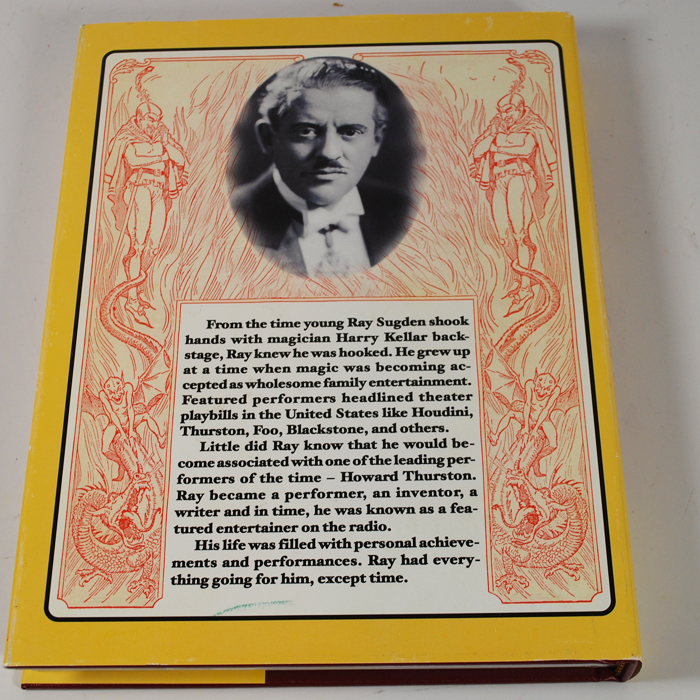 From the time young Ray Sugden shook
hands with magician Harry Kellar back-
stage, Ray knew he was hooked. He grew up
at a time when magic was becoming ac-
cepted as wholesome family entertainment.
Featured performers headlined theater
playbills in the United States like Houdini,
Thurston, Foo, Blackstone, and others.
Little did Ray know that he would be-
come associated with one of the leading per-
formers of the time – Howard Thurston.
Ray became a performer, an inventor, a
writer and in time, he was known as a fea-
tured entertainer on the radio.
His life was filled with personal achieve-
ments and performances. Ray had every-
thing going for him, except time.